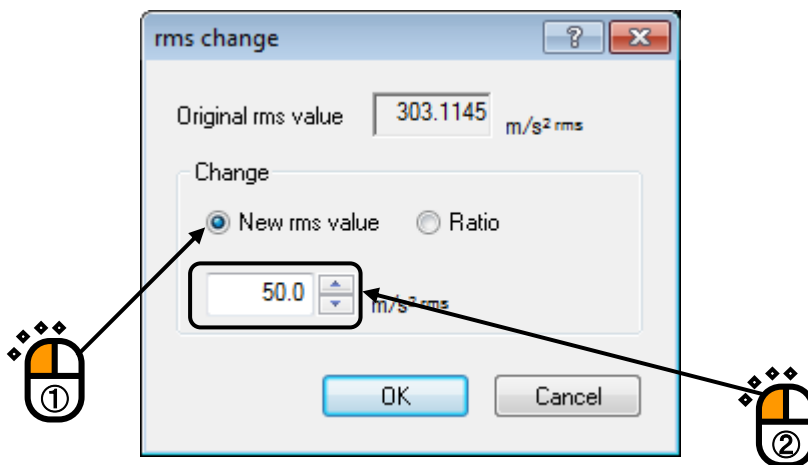 rms change
Original rms value 303.1145 m/s² rms
Change
New rms value Ratio
50.0 m/s² rms
OK Cancel
①
②